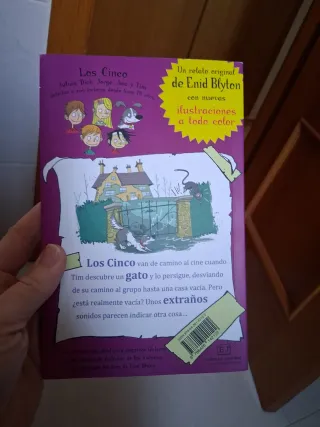 Los Cinco
Julian, Dick, Jorge, Ana y Tim
Un relato original
de Enid Blyton
con nuevas
ilustraciones
a todo color
Los Cinco van de camino al cine cuando
Tim descubre un gato y lo persigue, desviando
de su camino al grupo hasta una casa vacía. Pero
¿está realmente vacía? Unos extraños
sonidos parecen indicar otra cosa...